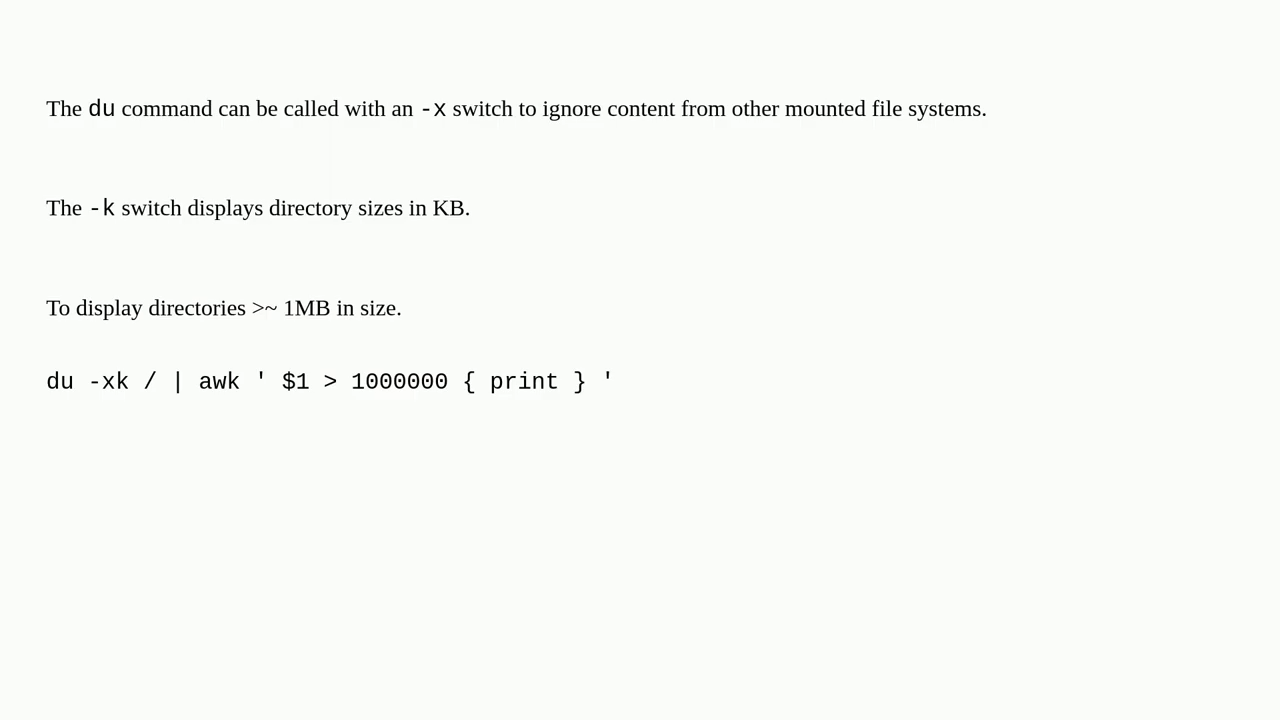 The du command can be called with an -x switch to ignore content from other mounted file systems.
The -k switch displays directory sizes in KB.
To display directories >~ 1MB in size.
du -xk / | awk ' $1 > 1000000 { print } '